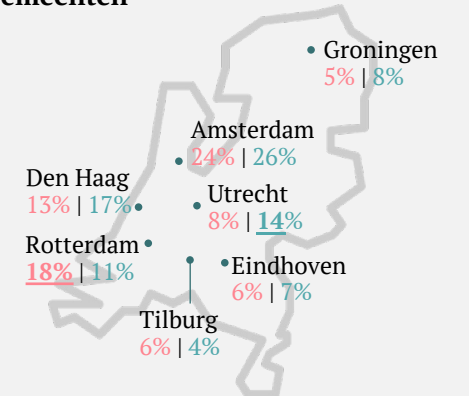 Groningen
5% | 8%
Amsterdam
24% | 26%
Den Haag
13% | 17%
Utrecht
8% | 14%
Rotterdam
18% | 11%
Eindhoven
6% | 7%
Tilburg
6% | 4%